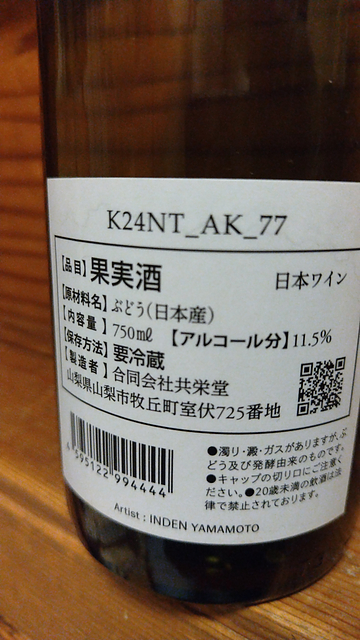 K24NT_AK_77
【品目】果実酒 日本ワイン
【原材料名】ぶどう(日本産)
【内容量】750㎖ 【アルコール分】11.5%
【保存方法】要冷蔵
【製造者】合同会社共栄堂
山梨県山梨市牧丘町室伏725番地
●濁り・澱・ガスがありますが、ぶ
どう及び発酵由来のものです。
●キャップの切り口にご注意く
ださい。●20歳未満の飲酒は法
律で禁止されております。
4595122994444
Artist : INDEN YAMAMOTO